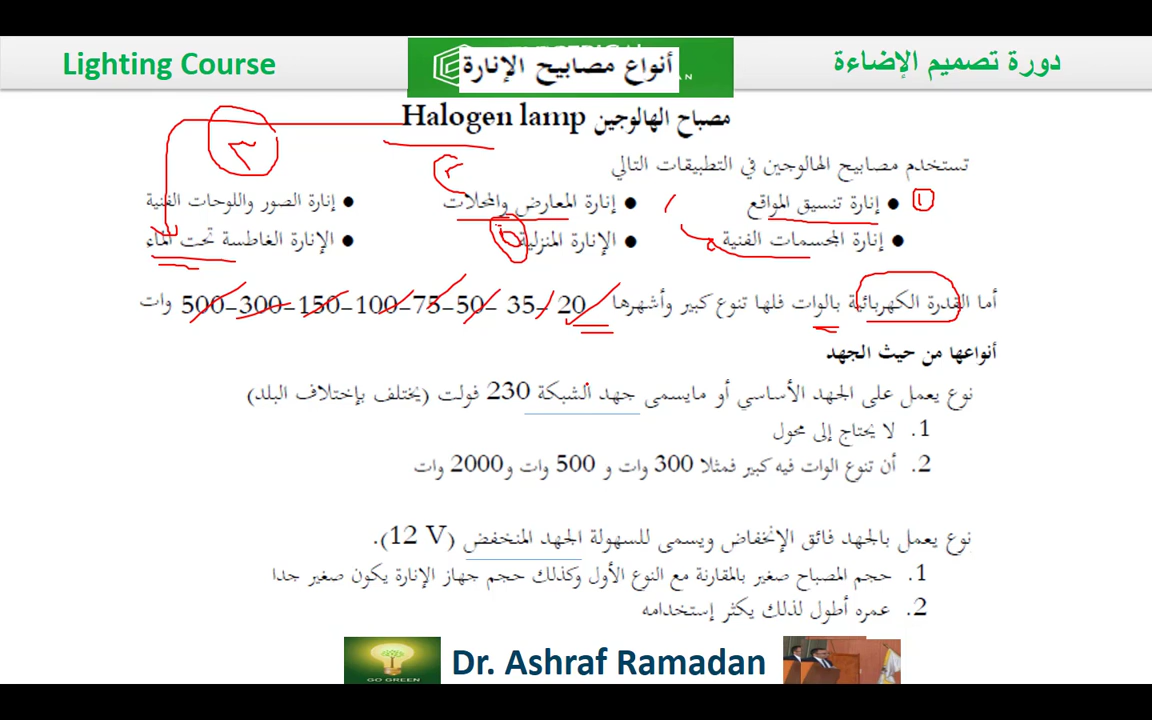 Lighting Course
أنواع مصابيح الإنارة
دورة تصميم الإضاءة
مصباح الهالوجين Halogen lamp
تستخدم مصابيح الهالوجين في التطبيقات التالي
● إنارة تنسيق المواقع ● إنارة المعارض والمحلات ● إنارة الصور واللوحات الفنية
● إنارة المجسمات الفنية ● الإنارة المنزلية ● الإنارة الغاطسة تحت الماء
أما القدرة الكهربائية بالوات فلها تنوع كبير وأشهرها 20 –35 –50–75–100–150–300–500 وات
أنواعها من حيث الجهد
نوع يعمل على الجهد الأساسي أو مايسمى جهد الشبكة 230 فولت (يختلف بإختلاف البلد)
1. لا يحتاج إلى محول
2. أن تنوع الوات فيه كبير فمثلا 300 وات و 500 وات و2000 وات
نوع يعمل بالجهد فائق الإنخفاض ويسمى للسهولة الجهد المنخفض (12 V).
1. حجم المصباح صغير بالمقارنة مع النوع الأول وكذلك حجم جهاز الإنارة يكون صغير جدا
2. عمره أطول لذلك يكثر إستخدامه
GO GREEN
Dr. Ashraf Ramadan